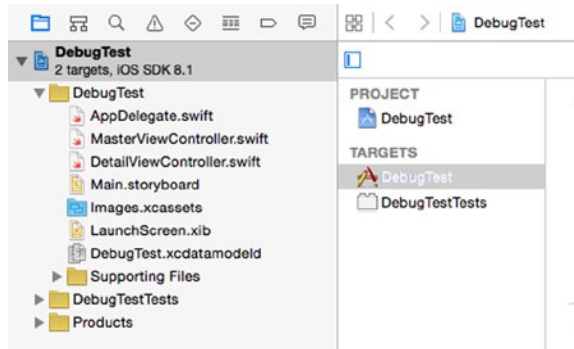 DebugTest
2 targets, iOS SDK 8.1
DebugTest
AppDelegate.swift
MasterViewController.swift
DetailViewController.swift
Main.storyboard
Images.xcassets
LaunchScreen.xib
DebugTest.xcdatamodeld
Supporting Files
DebugTestTests
Products
DebugTest
PROJECT
DebugTest
TARGETS
DebugTest
DebugTestTests